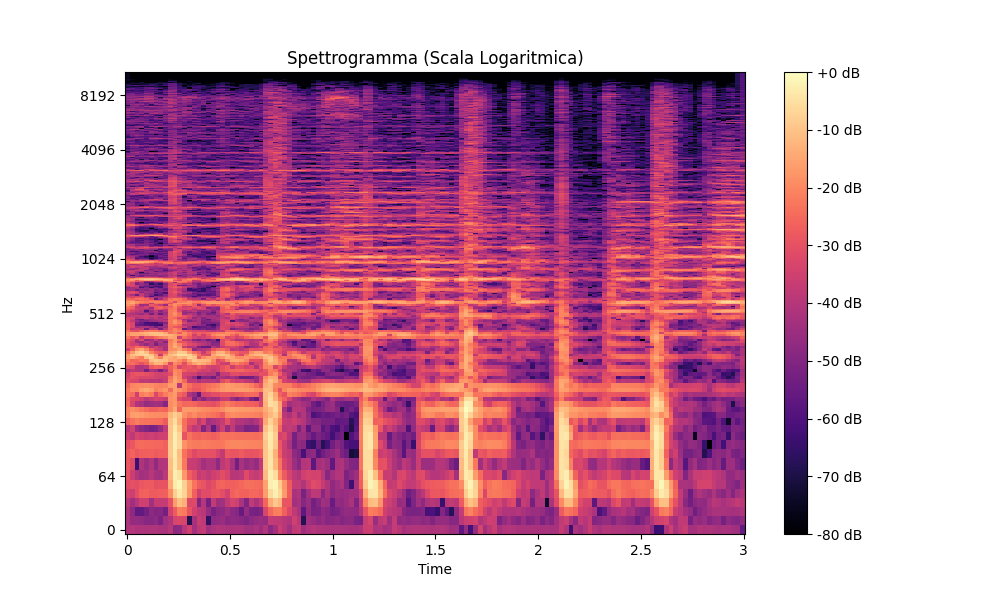 Spettrogramma (Scala Logaritmica)
Hz
8192
4096
2048
1024
512
256
128
64
0
0
0.5
1
1.5
2
2.5
3
Time
+0 dB
-10 dB
-20 dB
-30 dB
-40 dB
-50 dB
-60 dB
-70 dB
-80 dB